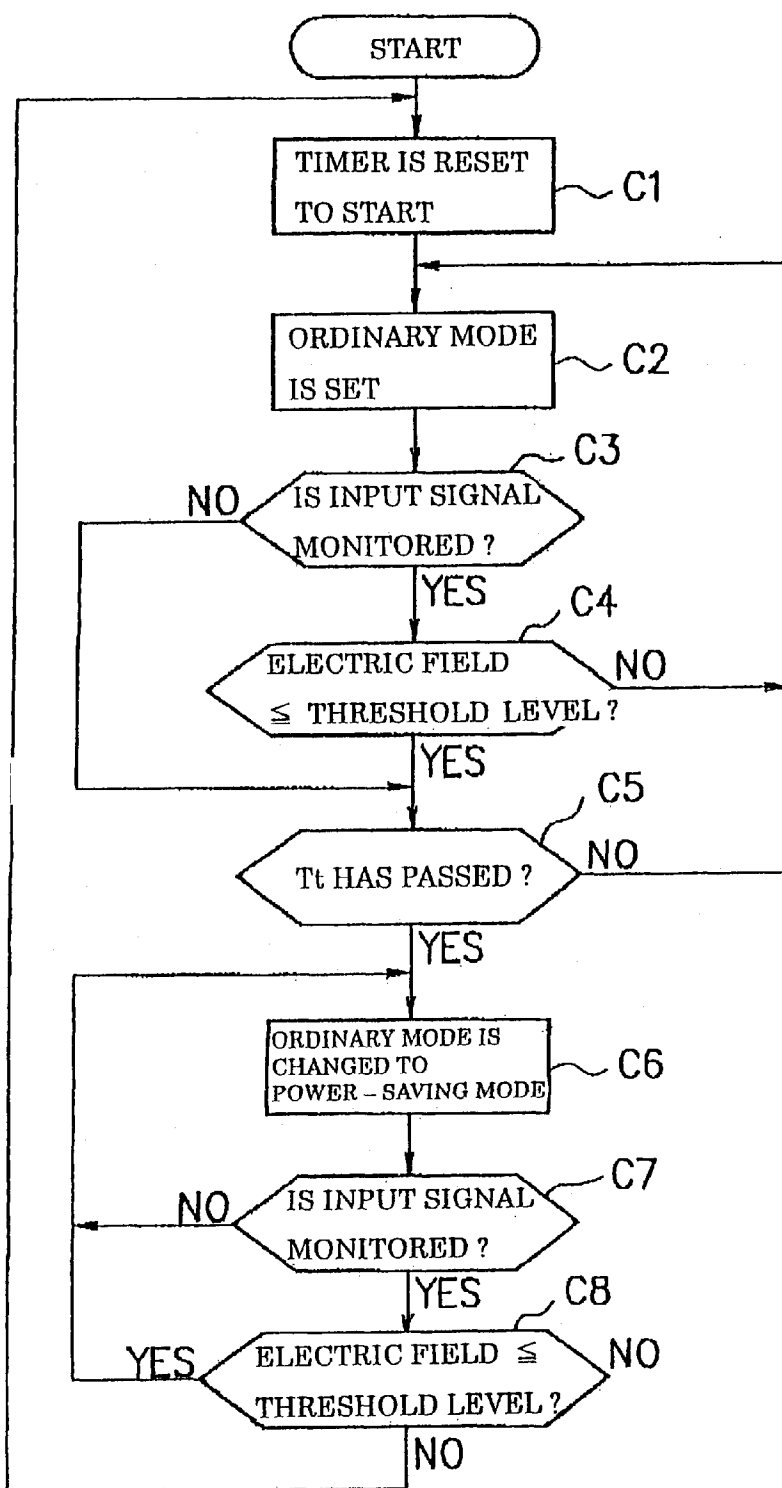 START
TIMER IS RESET
TO START
C1
ORDINARY MODE
IS SET
C2
C3
NO
IS INPUT SIGNAL
MONITORED ?
YES
C4
ELECTRIC FIELD
≦ THRESHOLD LEVEL ?
NO
YES
C5
Tt HAS PASSED ?
NO
YES
ORDINARY MODE IS
CHANGED TO
POWER – SAVING MODE
C6
C7
NO
IS INPUT SIGNAL
MONITORED ?
YES
C8
YES
ELECTRIC FIELD ≦
THRESHOLD LEVEL ?
NO
NO